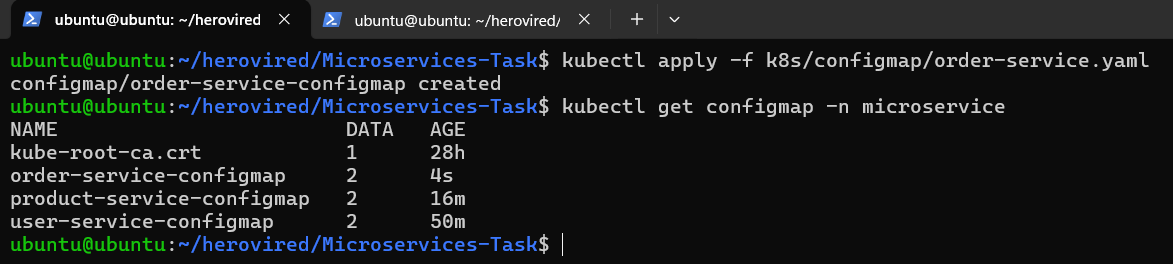 ubuntu@ubuntu: ~/herovired
ubuntu@ubuntu: ~/herovired/
ubuntu@ubuntu:~/herovired/Microservices-Task$ kubectl apply -f k8s/configmap/order-service.yaml
configmap/order-service-configmap created
ubuntu@ubuntu:~/herovired/Microservices-Task$ kubectl get configmap -n microservice
NAME DATA AGE
kube-root-ca.crt 1 28h
order-service-configmap 2 4s
product-service-configmap 2 16m
user-service-configmap 2 50m
ubuntu@ubuntu:~/herovired/Microservices-Task$